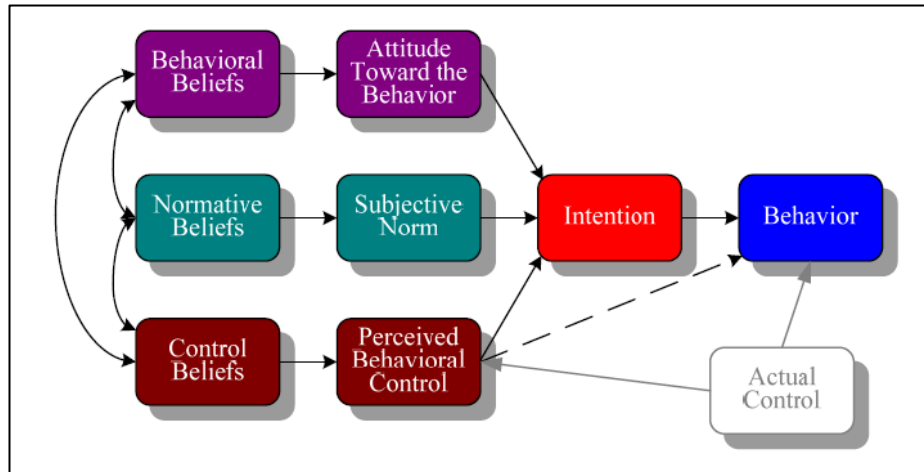 Behavioral
Beliefs
Attitude
Toward the
Behavior
Normative
Beliefs
Subjective
Norm
Intention
Behavior
Control
Beliefs
Perceived
Behavioral
Control
Actual
Control